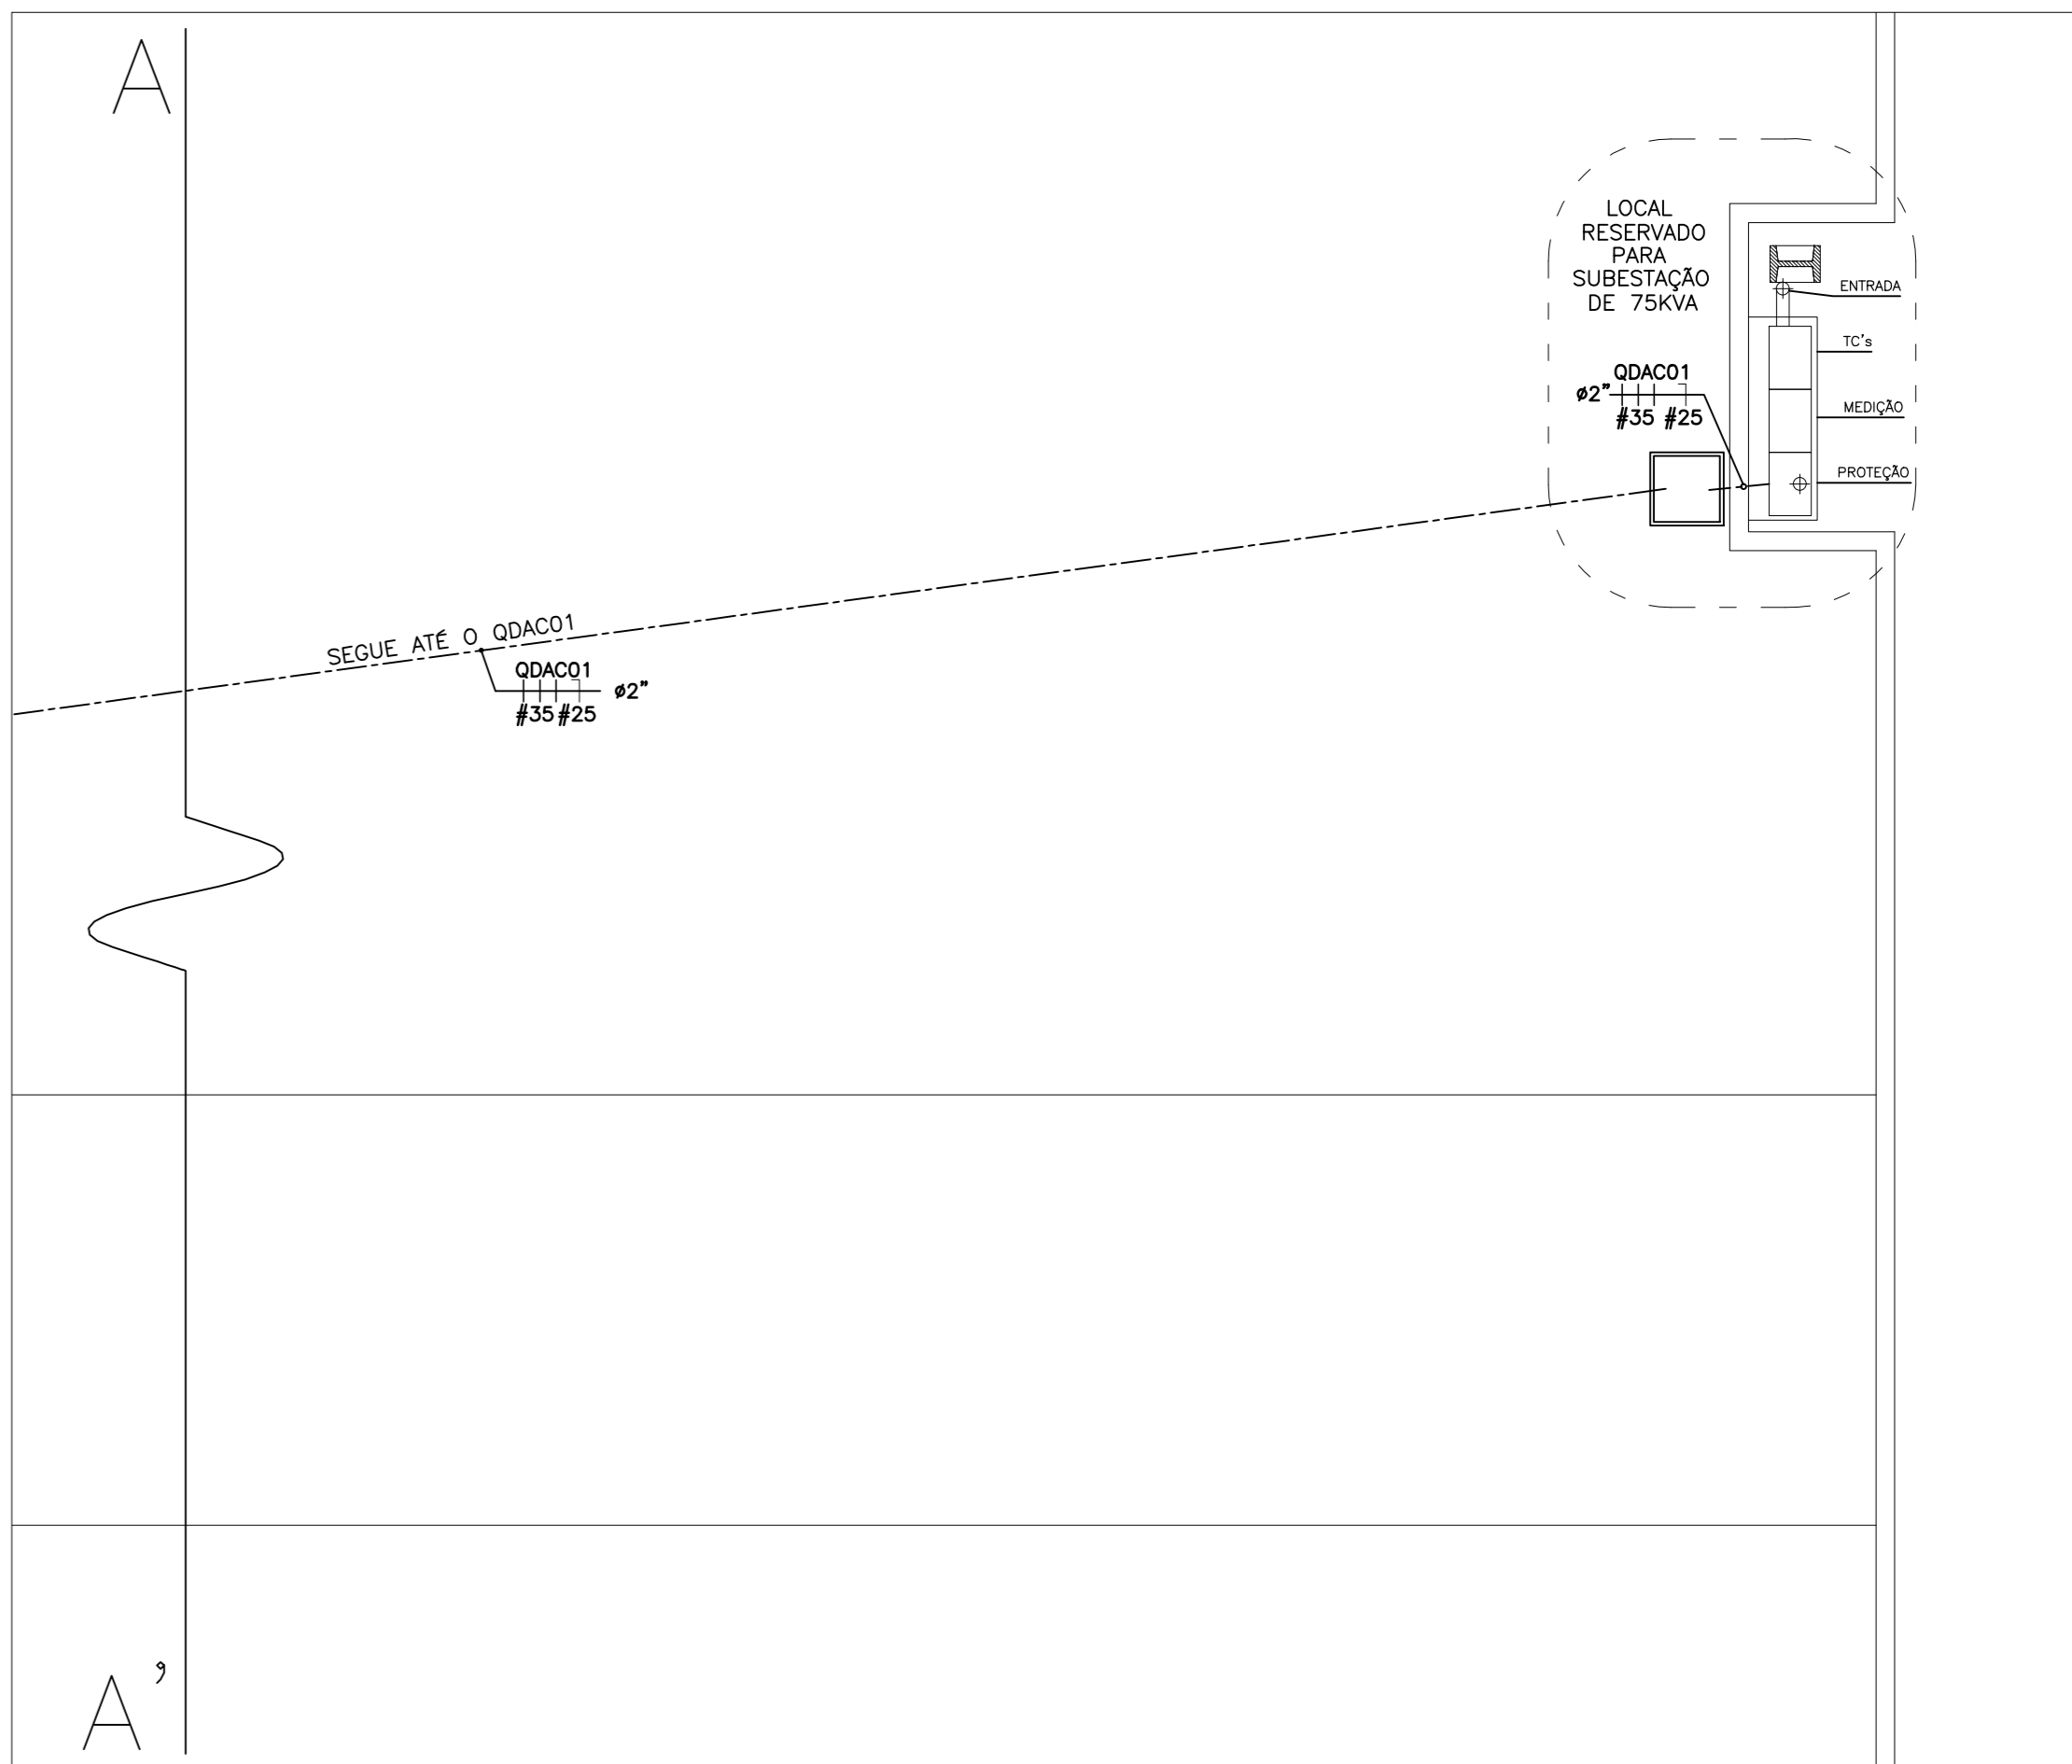 A
LOCAL
RESERVADO
PARA
SUBESTAÇÃO
DE 75KVA
ENTRADA
TC's
QDAC01
ø2"
#35 #25
MEDIÇÃO
PROTEÇÃO
SEGUE ATÉ O QDAC01
QDAC01
ø2"
#35 #25
A'